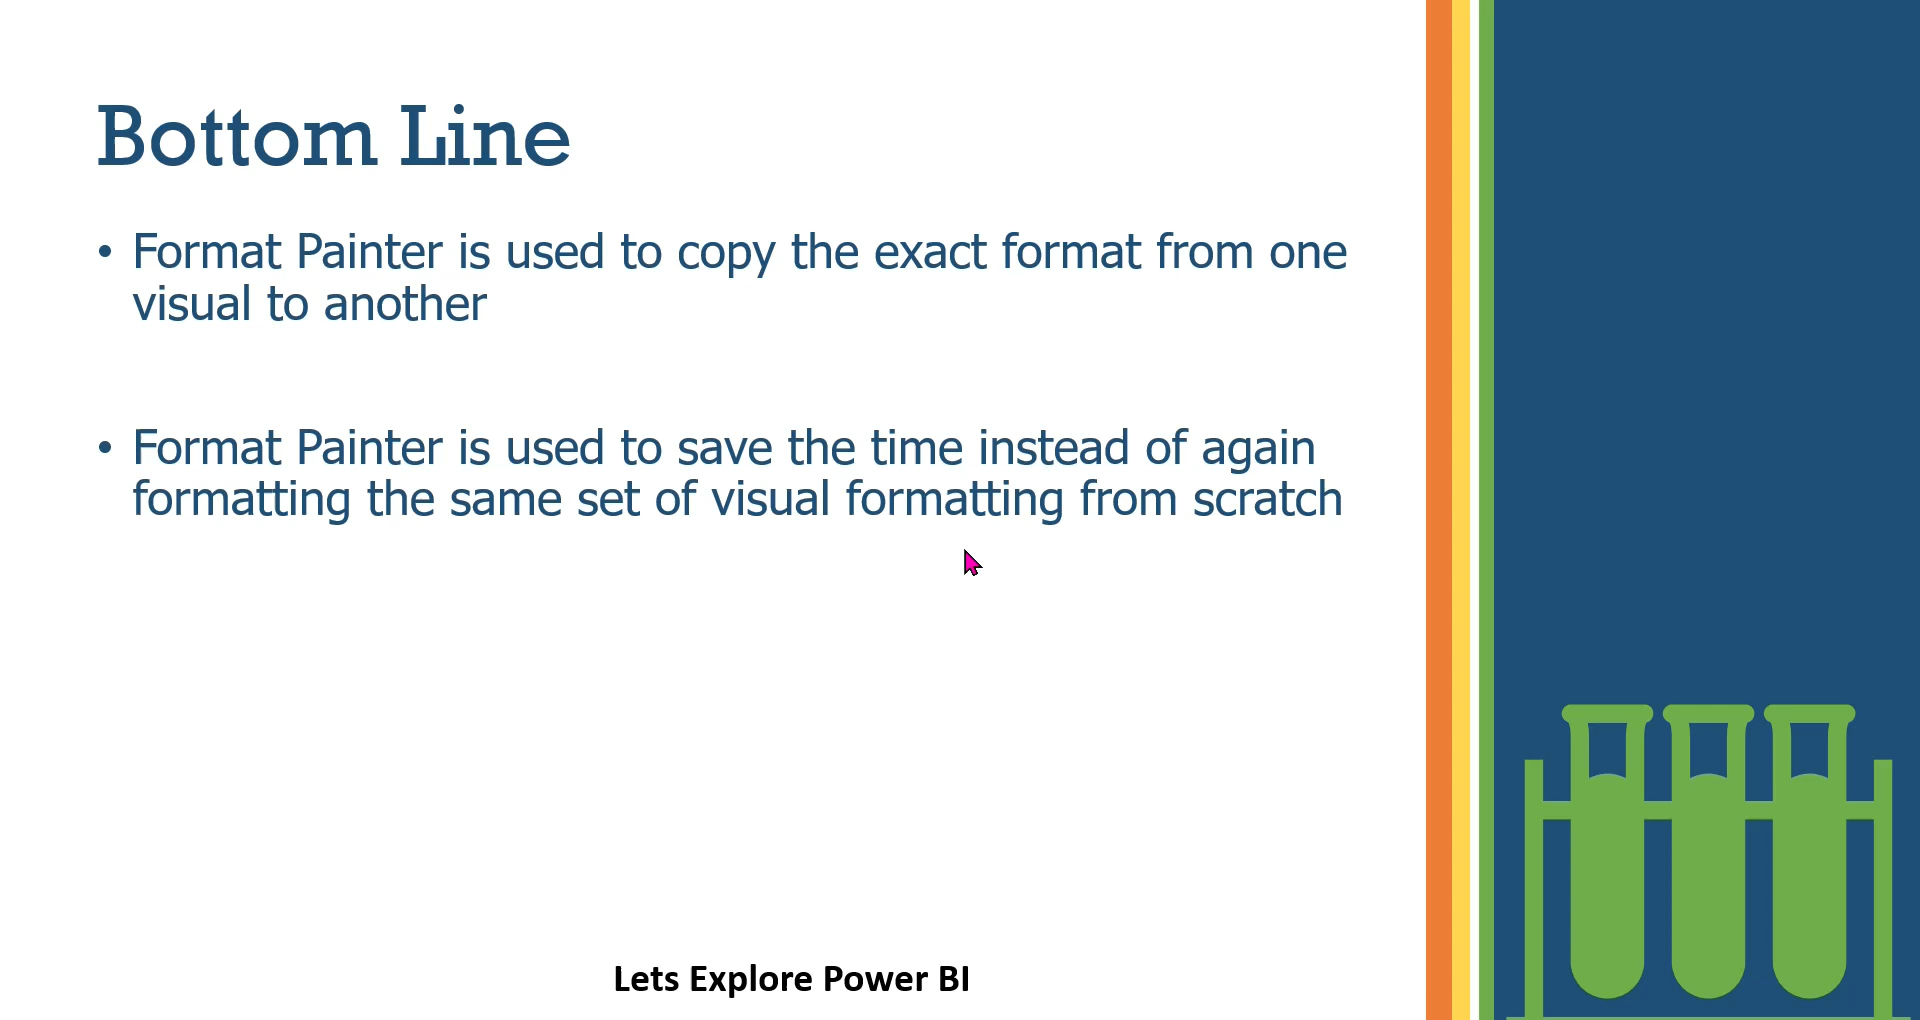 Bottom Line
• Format Painter is used to copy the exact format from one
visual to another
• Format Painter is used to save the time instead of again
formatting the same set of visual formatting from scratch
Lets Explore Power BI